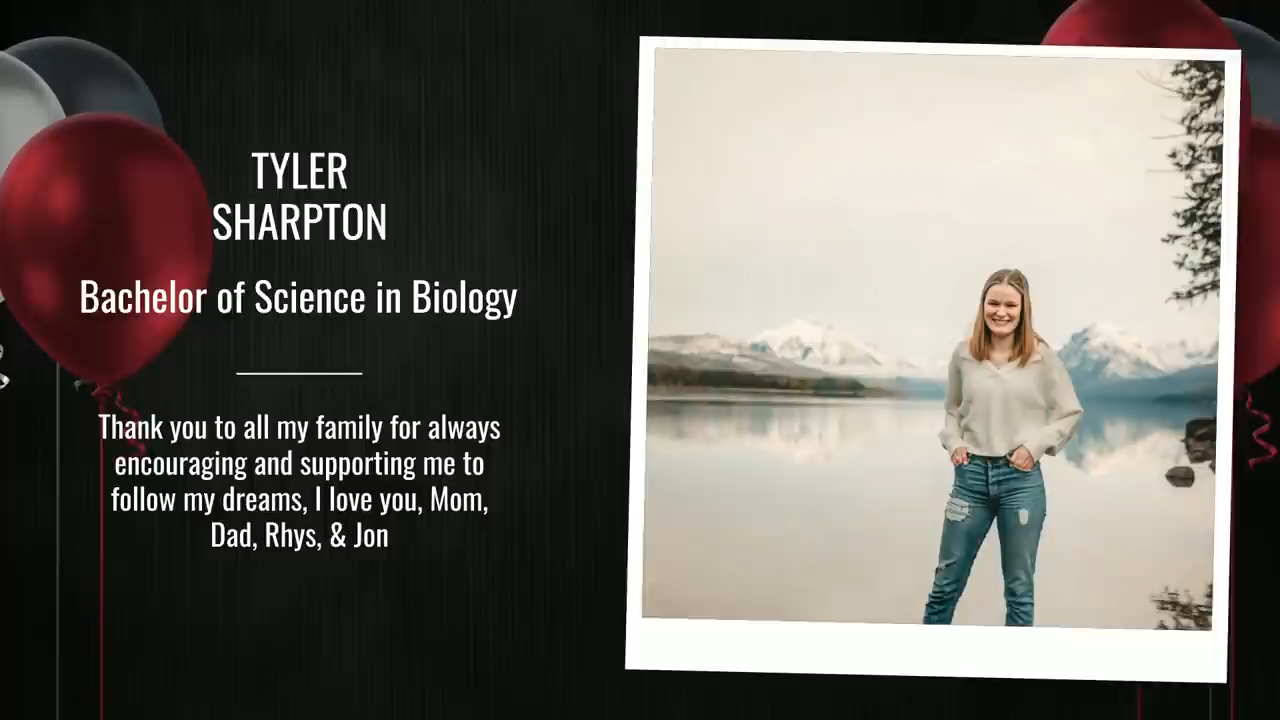 TYLER
SHARPTON
Bachelor of Science in Biology
Thank you to all my family for always
encouraging and supporting me to
follow my dreams, I love you, Mom,
Dad, Rhys, & Jon